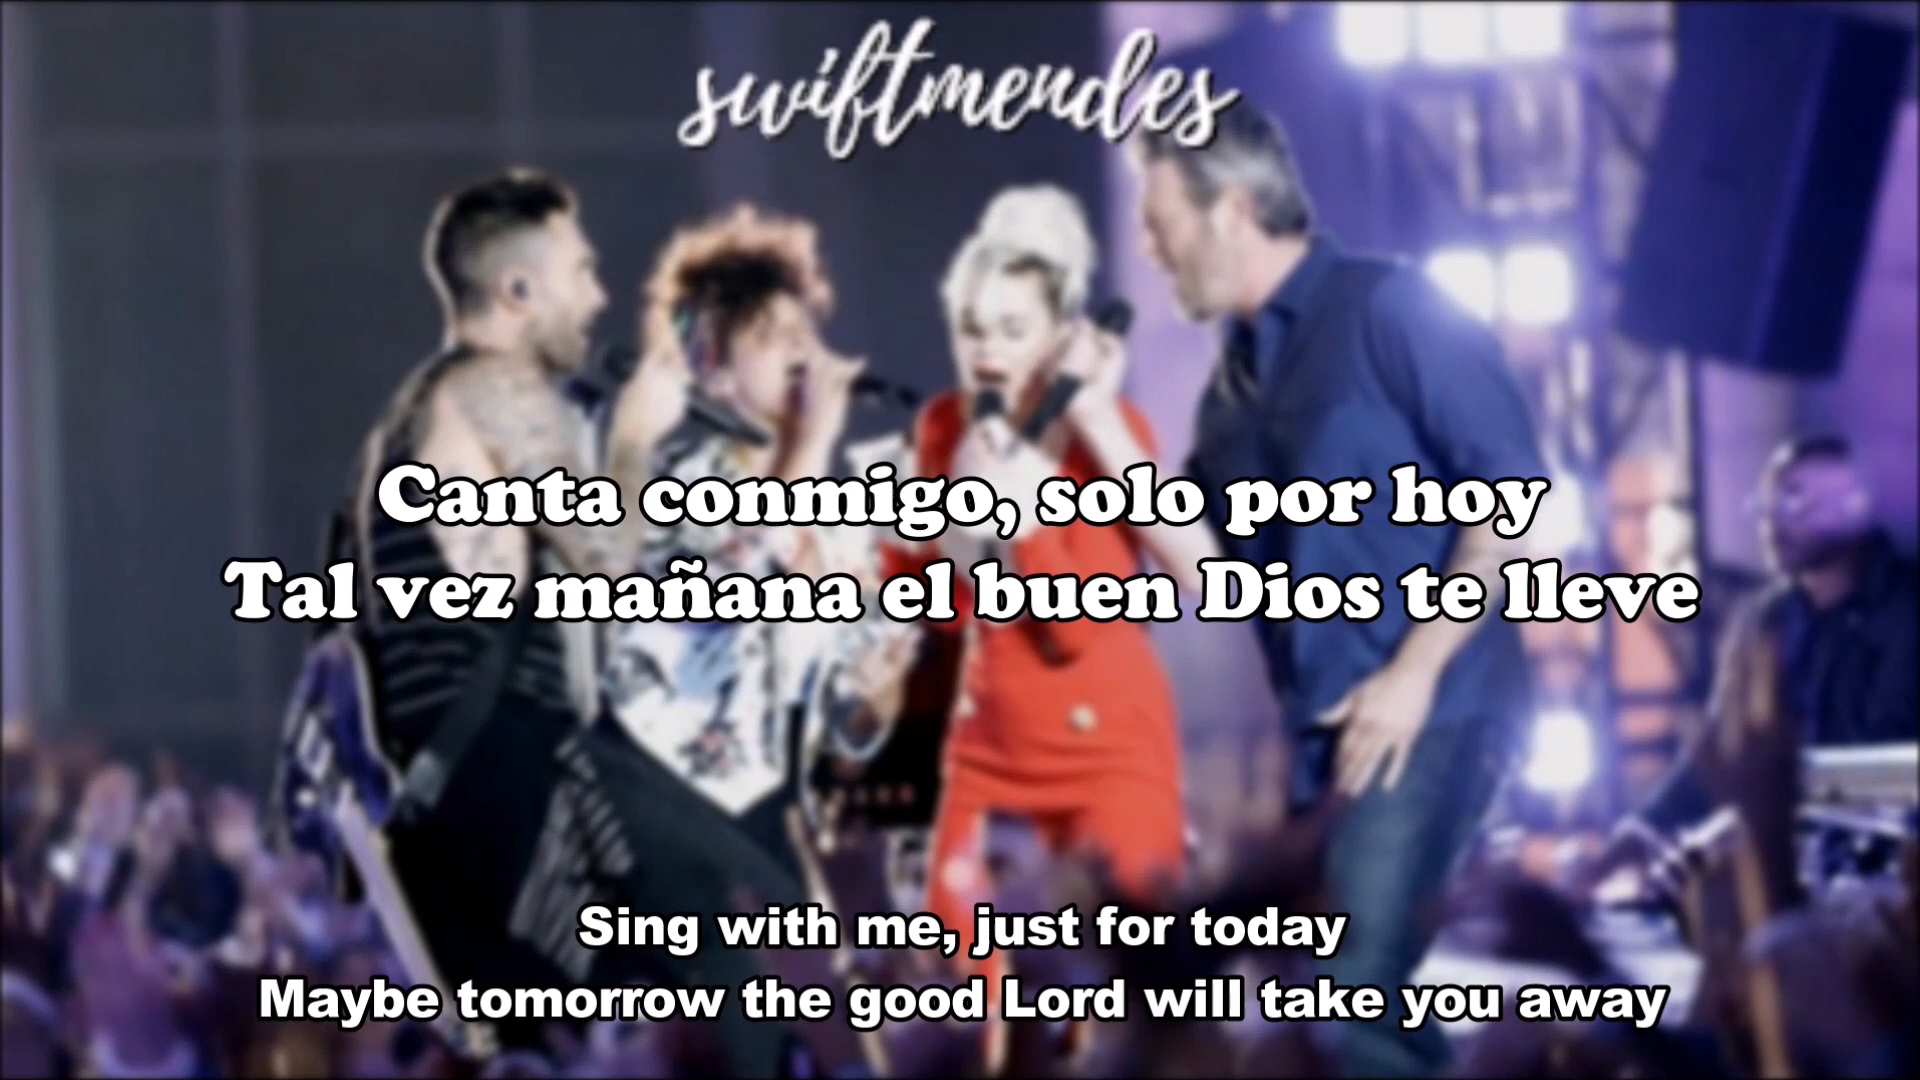 swiftmendes
Canta conmigo, solo por hoy
Tal vez mañana el buen Dios te lleve
Sing with me, just for today
Maybe tomorrow the good Lord will take you away